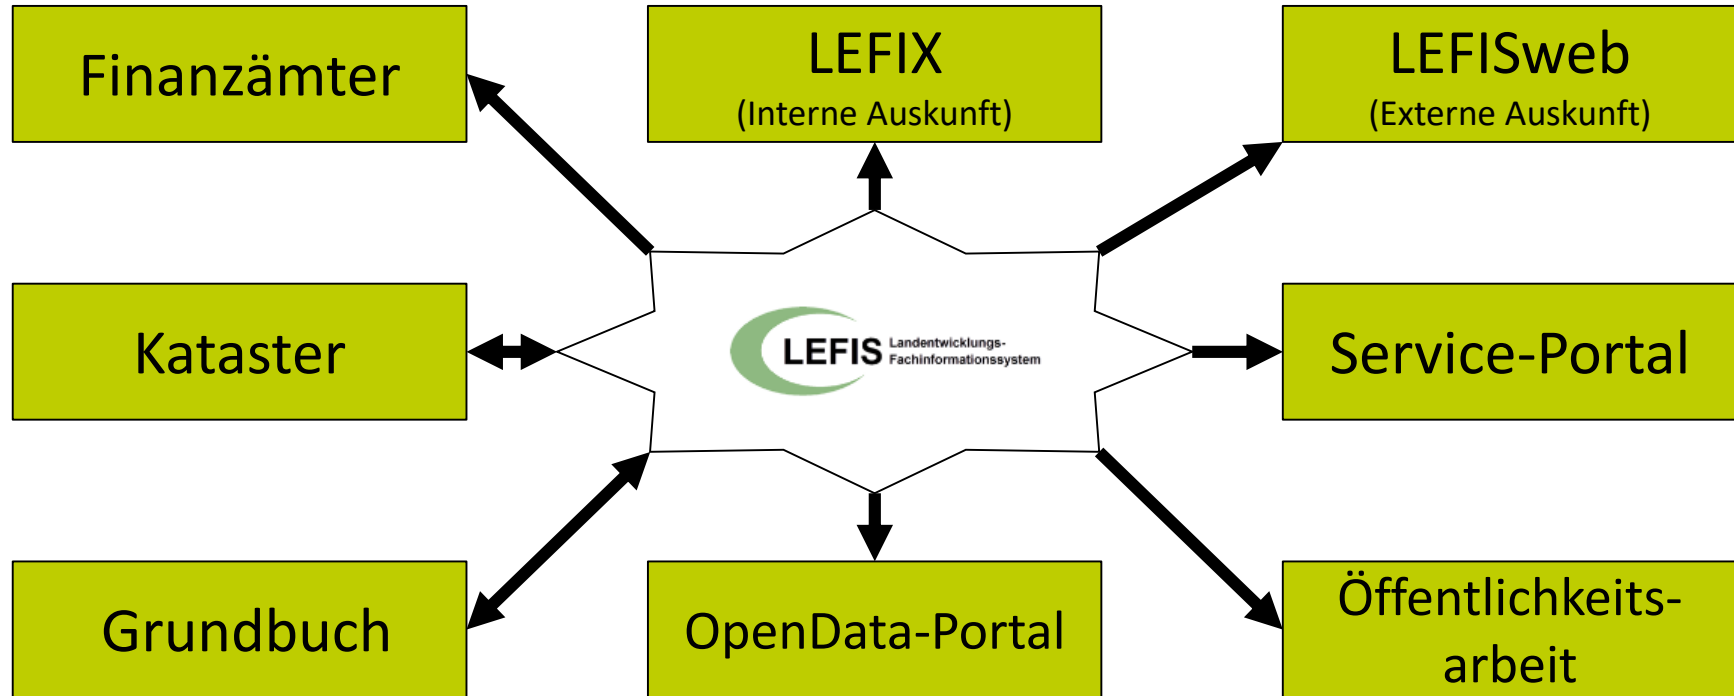 Finanzämter
LEFIX
(Interne Auskunft)
LEFISweb
(Externe Auskunft)
Kataster
LEFIS Landentwicklungs-
Fachinformationssystem
Service-Portal
Grundbuch
OpenData-Portal
Öffentlichkeits-
arbeit